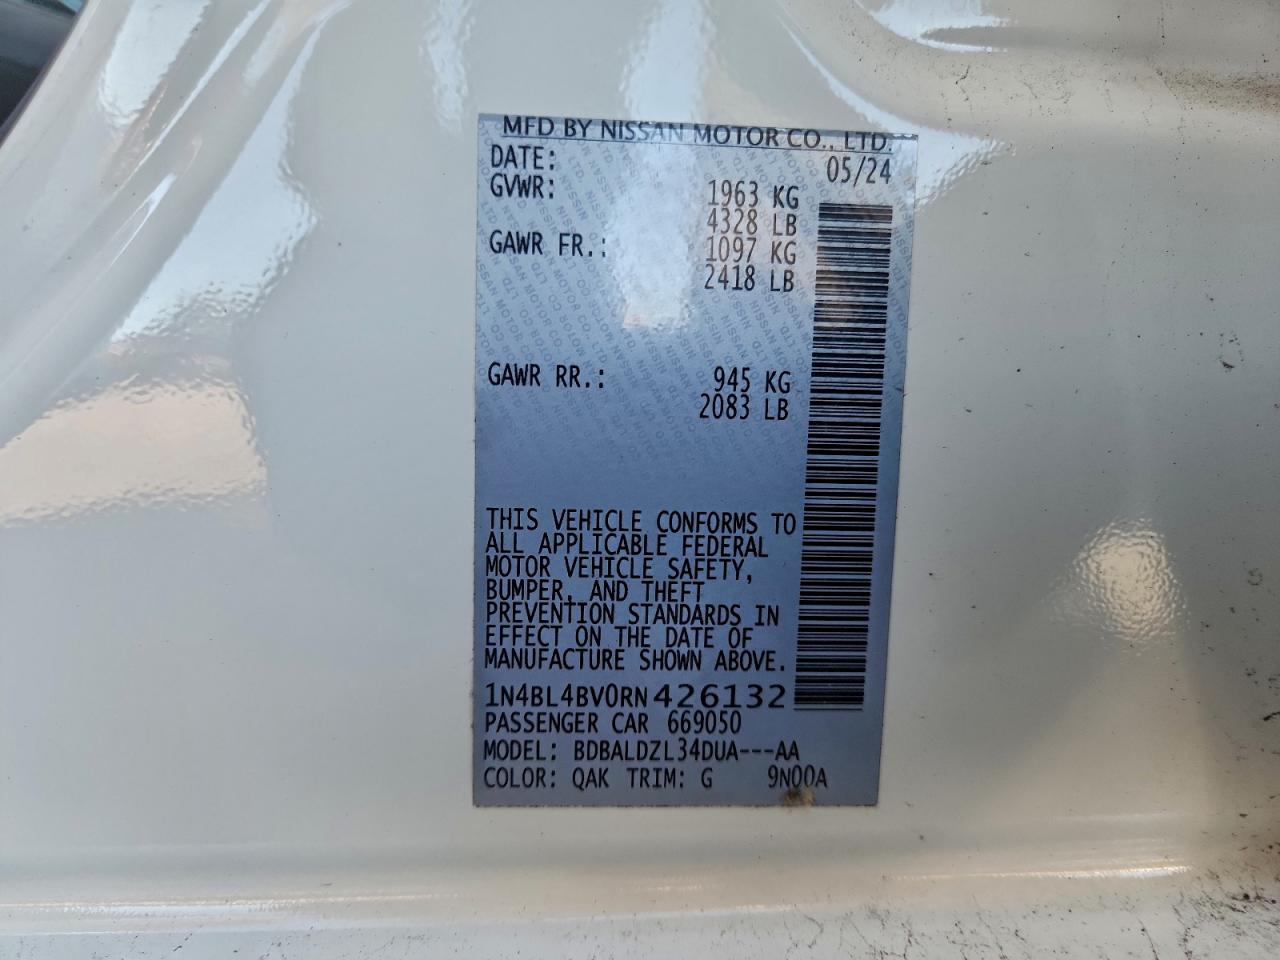 MFD BY NISSAN MOTOR CO., LTD.
DATE: 05/24
GVWR: 1963 KG
4328 LB
GAWR FR.: 1097 KG
2418 LB
GAWR RR.: 945 KG
2083 LB
THIS VEHICLE CONFORMS TO
ALL APPLICABLE FEDERAL
MOTOR VEHICLE SAFETY,
BUMPER, AND THEFT
PREVENTION STANDARDS IN
EFFECT ON THE DATE OF
MANUFACTURE SHOWN ABOVE.
1N4BL4BV0RN426132
PASSENGER CAR 669050
MODEL: BDBALDZL34DUA---AA
COLOR: QAK TRIM: G 9N00A